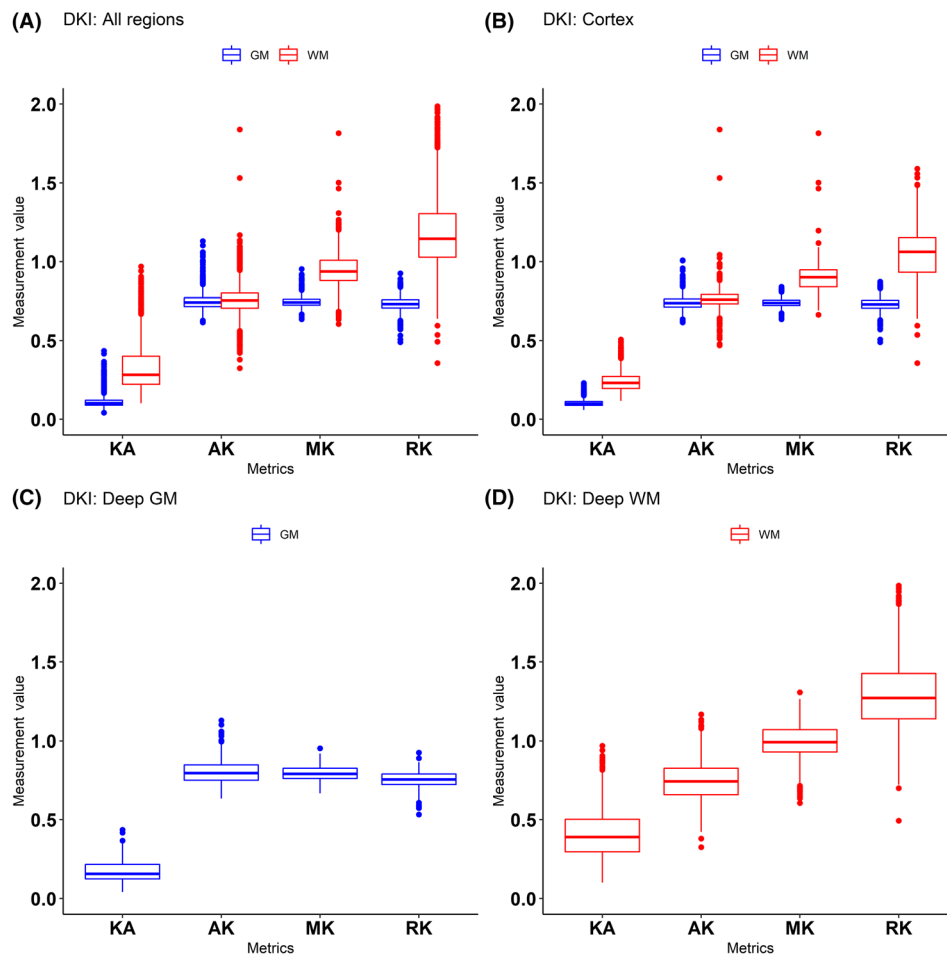 (A) DKI: All regions
GM WM
Measurement value
2.0
1.5
1.0
0.5
0.0
KA AK MK RK
Metrics
(B) DKI: Cortex
GM WM
Measurement value
2.0
1.5
1.0
0.5
0.0
KA AK MK RK
Metrics
(C) DKI: Deep GM
GM
Measurement value
2.0
1.5
1.0
0.5
0.0
KA AK MK RK
Metrics
(D) DKI: Deep WM
WM
Measurement value
2.0
1.5
1.0
0.5
0.0
KA AK MK RK
Metrics